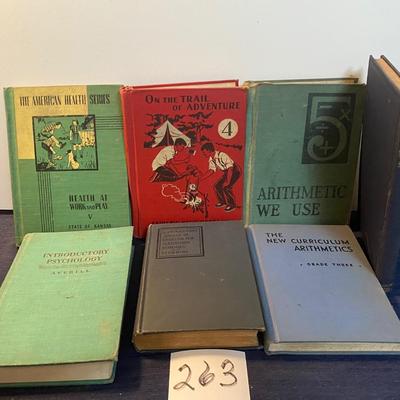 THE AMERICAN HEALTH SERIES
HEALTH AT
WORK AND PLAY
V
STATE OF KANSAS
ON THE TRAIL
OF ADVENTURE
4
5
ARITHMETIC
WE USE
INTRODUCTORY
PSYCHOLOGY
AVERILL
THE
NEW CURRICULUM
ARITHMETICS
GRADE THREE
263